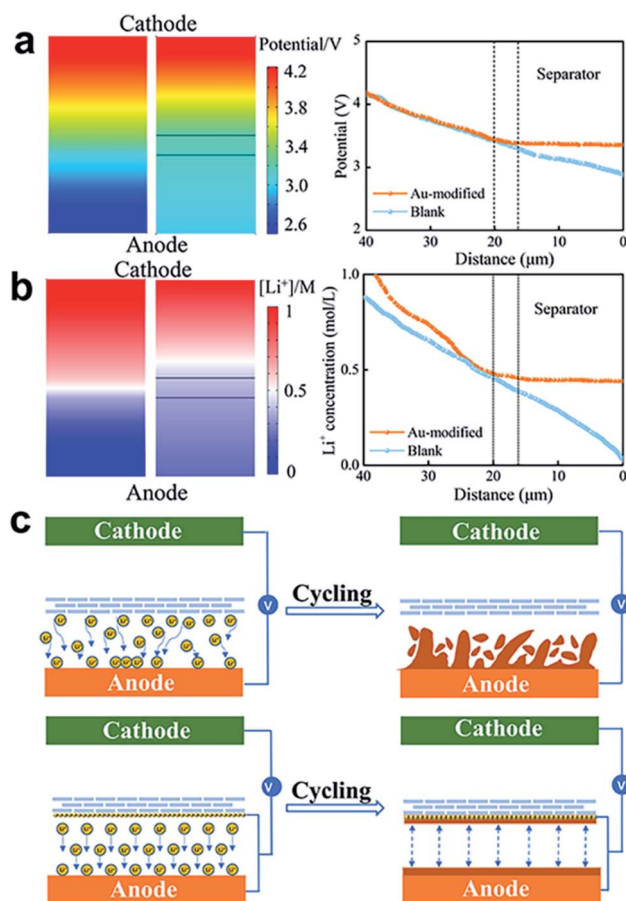 a
Cathode
Anode
Potential/V
4.2
3.8
3.4
3.0
2.6
Potential (V)
5
4
3
2
Separator
Au-modified
Blank
40 30 20 10 0
Distance (μm)
b
Cathode
Anode
[Li⁺]/M
1
0.5
0
Li⁺ concentration (mol/L)
1.0
0.5
0.0
Separator
Au-modified
Blank
40 30 20 10 0
Distance (μm)
c
Cathode
V
Anode
Cycling
Cathode
V
Anode
Cathode
V
Anode
Cycling
Cathode
V
Anode